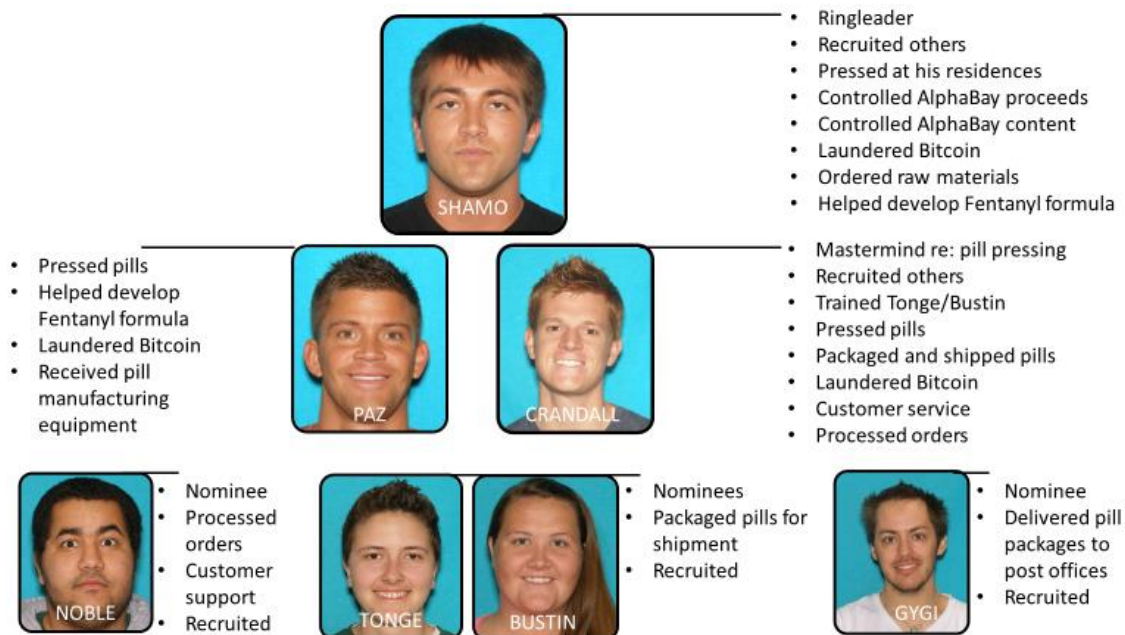 • Ringleader
• Recruited others
• Pressed at his residences
• Controlled AlphaBay proceeds
• Controlled AlphaBay content
• Laundered Bitcoin
• Ordered raw materials
• Helped develop Fentanyl formula
SHAMO
• Pressed pills
• Helped develop
Fentanyl formula
• Laundered Bitcoin
• Received pill
manufacturing
equipment
PAZ
CRANDALL
• Mastermind re: pill pressing
• Recruited others
• Trained Tonge/Bustin
• Pressed pills
• Packaged and shipped pills
• Laundered Bitcoin
• Customer service
• Processed orders
NOBLE
• Nominee
• Processed
orders
• Customer
support
• Recruited
TONGE
BUSTIN
• Nominees
• Packaged pills for
shipment
• Recruited
GYGI
• Nominee
• Delivered pill
packages to
post offices
• Recruited